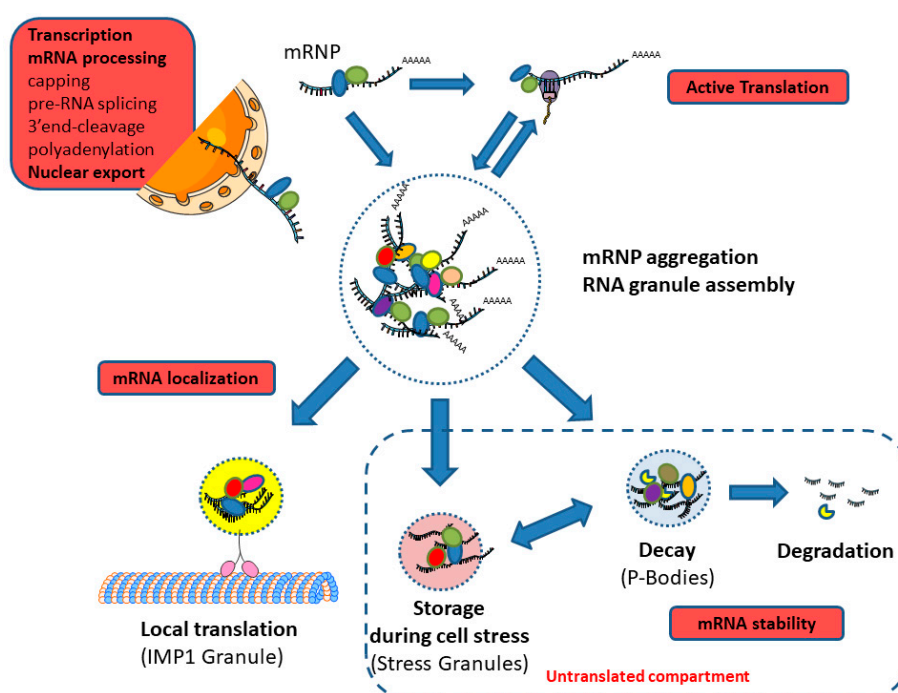 Transcription
mRNA processing
capping
pre-RNA splicing
3'end-cleavage
polyadenylation
Nuclear export
mRNP
AAAAA
AAAAA
Active Translation
AAAAA
AAAAA
AAAAA
AAAAA
AAAA
AAAAA
mRNP aggregation
RNA granule assembly
mRNA localization
Local translation
(IMP1 Granule)
Storage
during cell stress
(Stress Granules)
Decay
(P-Bodies)
Degradation
mRNA stability
Untranslated compartment